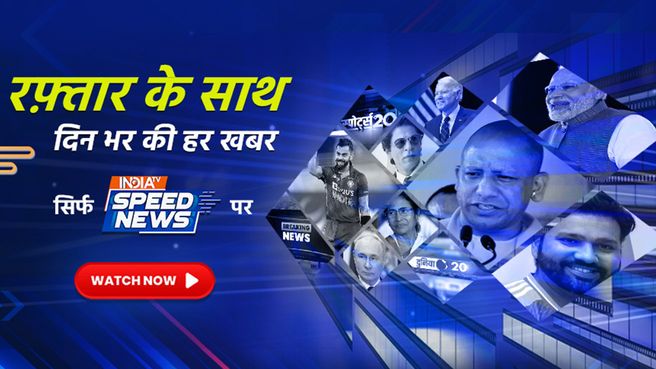 रफ़्तार के साथ
दिन भर की हर खबर
सिर्फ INDIA TV SPEED NEWS पर
WATCH NOW
स्पोर्ट्स 20
BREAKING NEWS
दुनिया 20